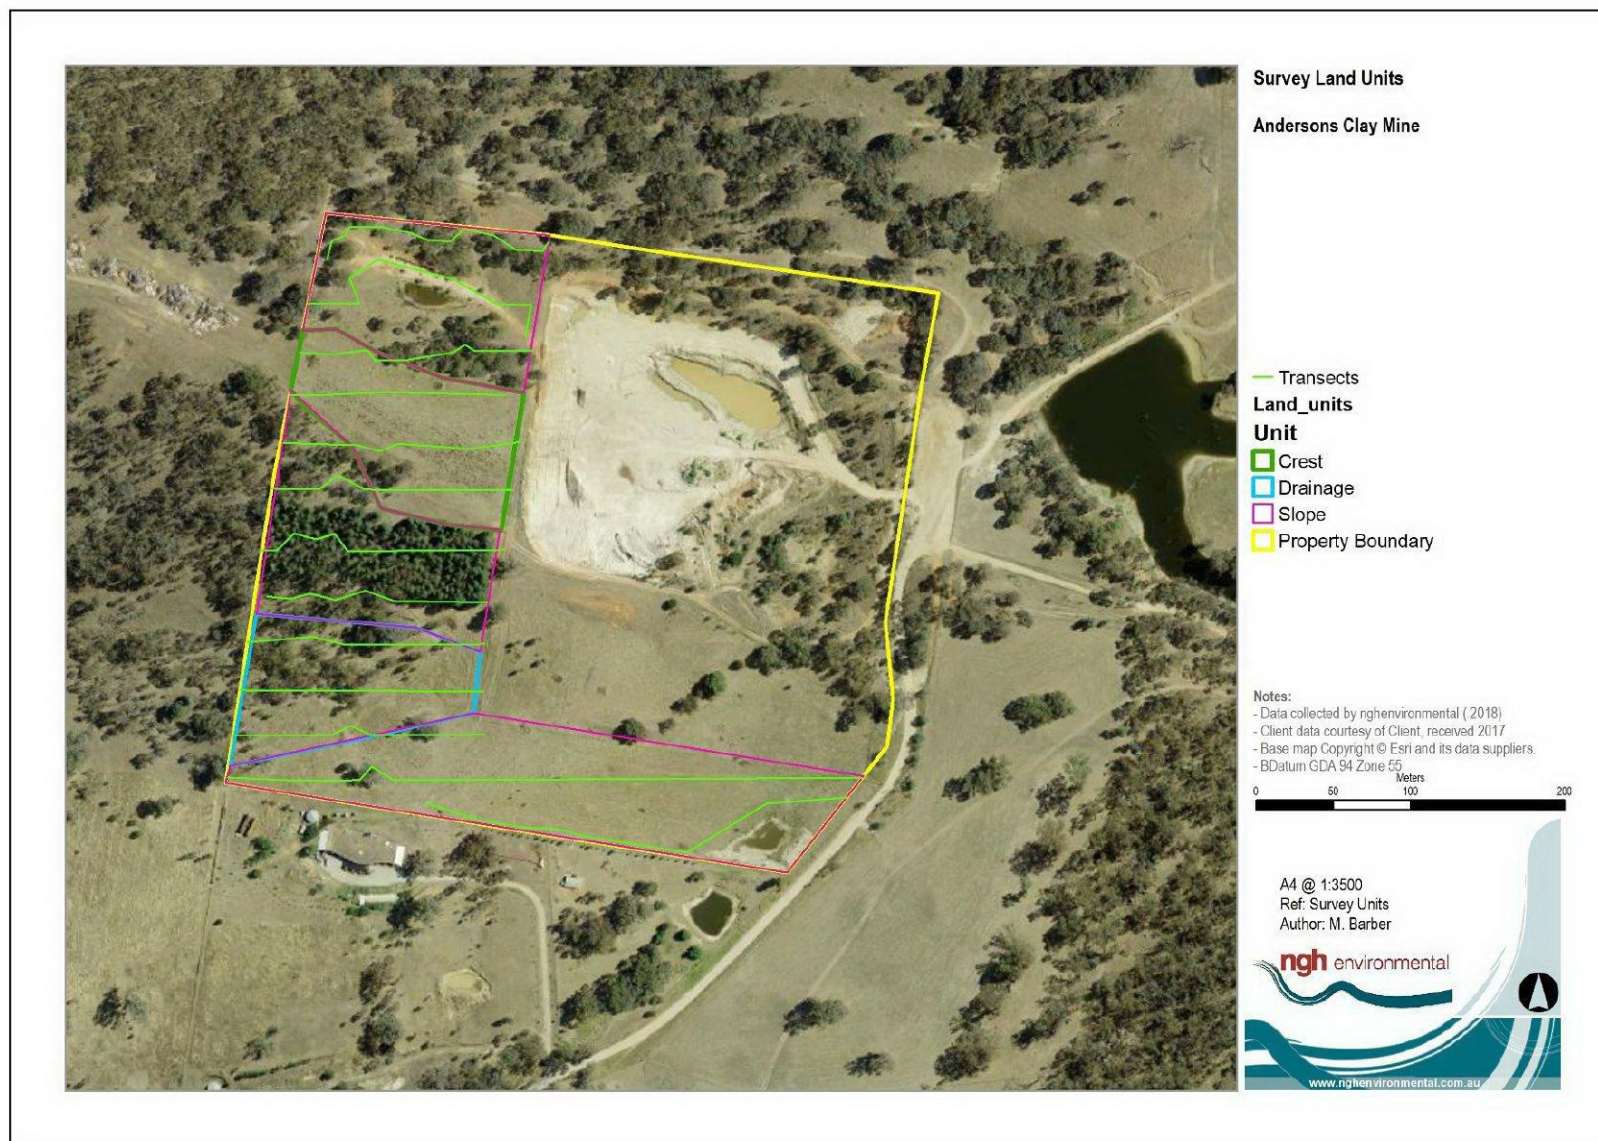 Survey Land Units
Andersons Clay Mine
Transects
Land_units
Unit
Crest
Drainage
Slope
Property Boundary
Notes:
- Data collected by nghenvironmental ( 2018)
- Client data courtesy of Client, received 2017
- Base map Copyright © Esri and its data suppliers.
- BDatum GDA 94 Zone 55
Meters
0 50 100 200
A4 @ 1:3500
Ref: Survey Units
Author: M. Barber
ngh environmental
www.nghenvironmental.com.au